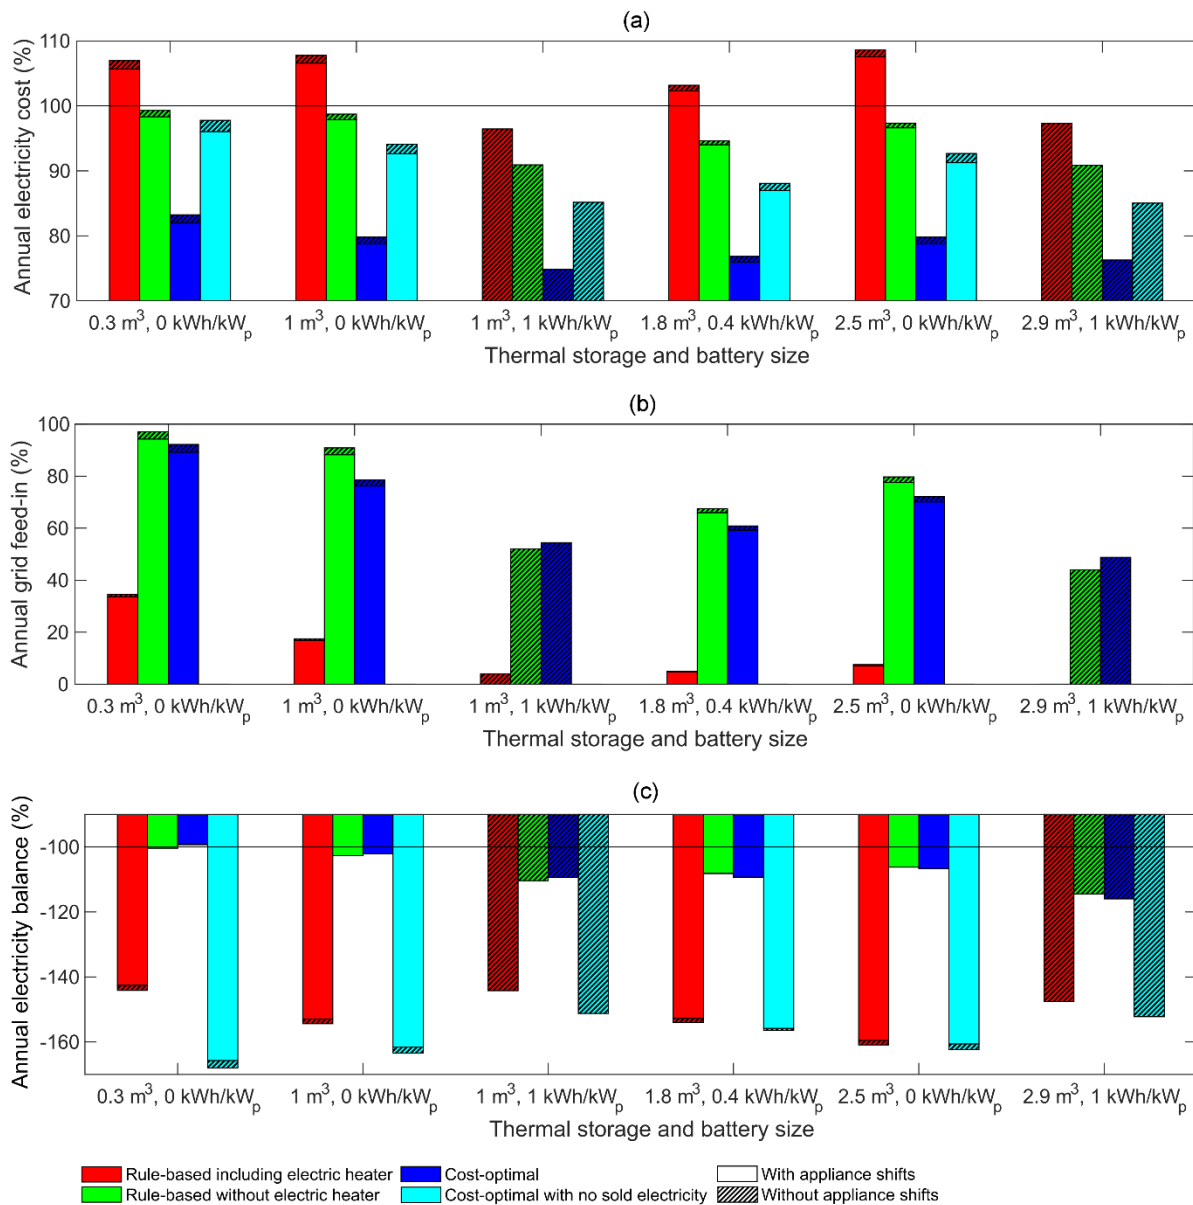 (a)
Annual electricity cost (%)
110
100
90
80
70
0.3 m³, 0 kWh/kWp 1 m³, 0 kWh/kWp 1 m³, 1 kWh/kWp 1.8 m³, 0.4 kWh/kWp 2.5 m³, 0 kWh/kWp 2.9 m³, 1 kWh/kWp
Thermal storage and battery size
(b)
Annual grid feed-in (%)
100
80
60
40
20
0
0.3 m³, 0 kWh/kWp 1 m³, 0 kWh/kWp 1 m³, 1 kWh/kWp 1.8 m³, 0.4 kWh/kWp 2.5 m³, 0 kWh/kWp 2.9 m³, 1 kWh/kWp
Thermal storage and battery size
(c)
Annual electricity balance (%)
-100
-120
-140
-160
0.3 m³, 0 kWh/kWp 1 m³, 0 kWh/kWp 1 m³, 1 kWh/kWp 1.8 m³, 0.4 kWh/kWp 2.5 m³, 0 kWh/kWp 2.9 m³, 1 kWh/kWp
Thermal storage and battery size
Rule-based including electric heater Cost-optimal With appliance shifts
Rule-based without electric heater Cost-optimal with no sold electricity Without appliance shifts